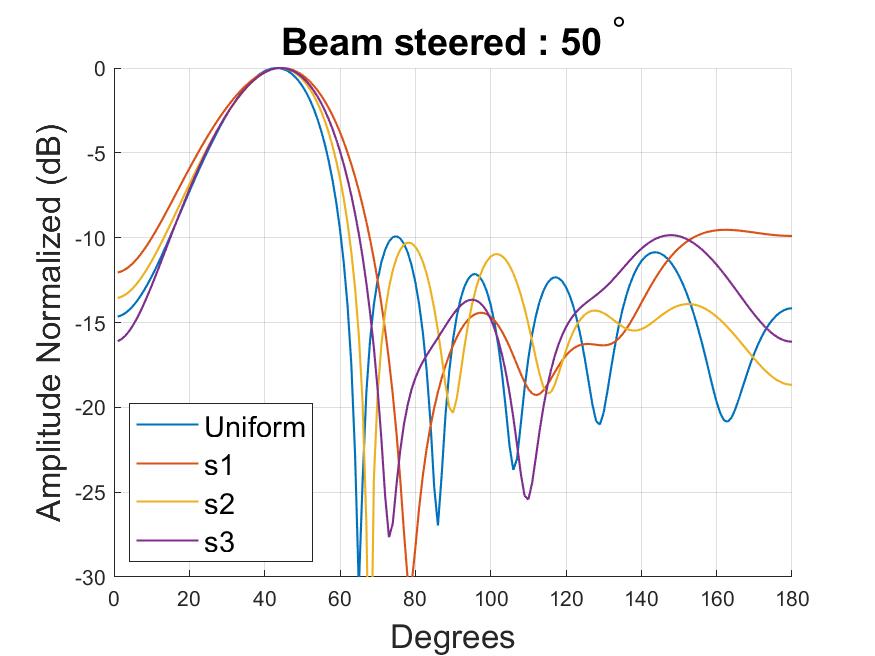 Beam steered : 50 °
Amplitude Normalized (dB)
0
-5
-10
-15
-20
-25
-30
Uniform
s1
s2
s3
0 20 40 60 80 100 120 140 160 180
Degrees